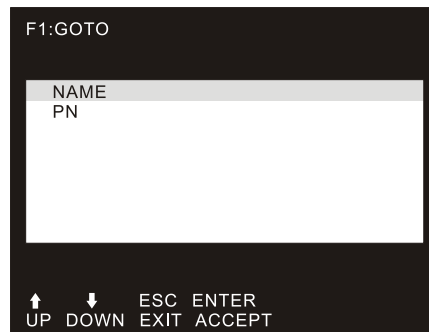 F1:GOTO
NAME
PN
⬆ ⬇ ESC ENTER
UP DOWN EXIT ACCEPT